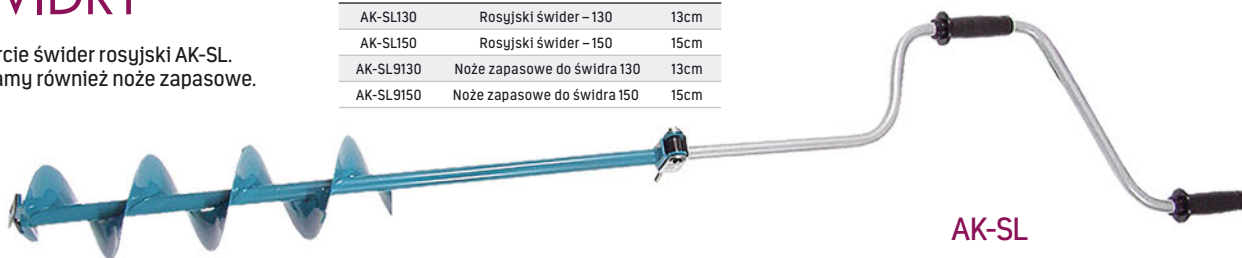 rcie świder rosyjski AK-SL.
amy również noże zapasowe.
AK-SL130 Rosyjski świder – 130 13cm
AK-SL150 Rosyjski świder – 150 15cm
AK-SL9130 Noże zapasowe do świdra 130 13cm
AK-SL9150 Noże zapasowe do świdra 150 15cm
AK-SL